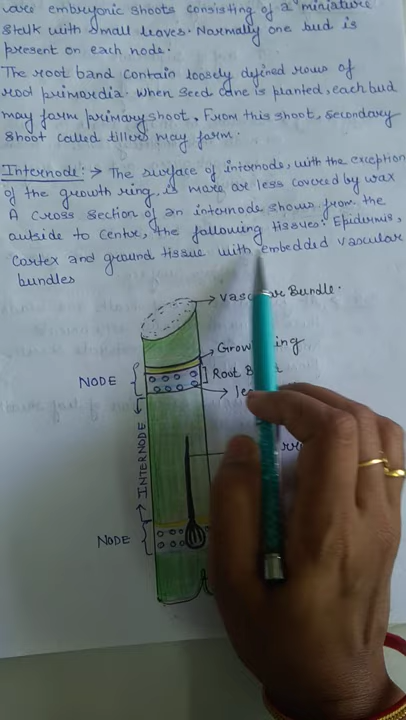 are embryonic shoots consisting of a miniature
stalk with small leaves. Normally one bud is
present on each node.
The root band contain loosely defined rows of
root primordia. When seed cane is planted, each bud
may form primary shoot. From this shoot, secondary
shoot called tillers may form.
Internode: → The surface of internode, with the exception
of the growth ring, is more or less covered by wax
A cross section of an internode shows from the
outside to centre, the following tissues: Epidermis,
cortex and ground tissue with embedded vascular
bundles
Vascular Bundle.
Growth Ring
Root
NODE
INTERNODE
NODE